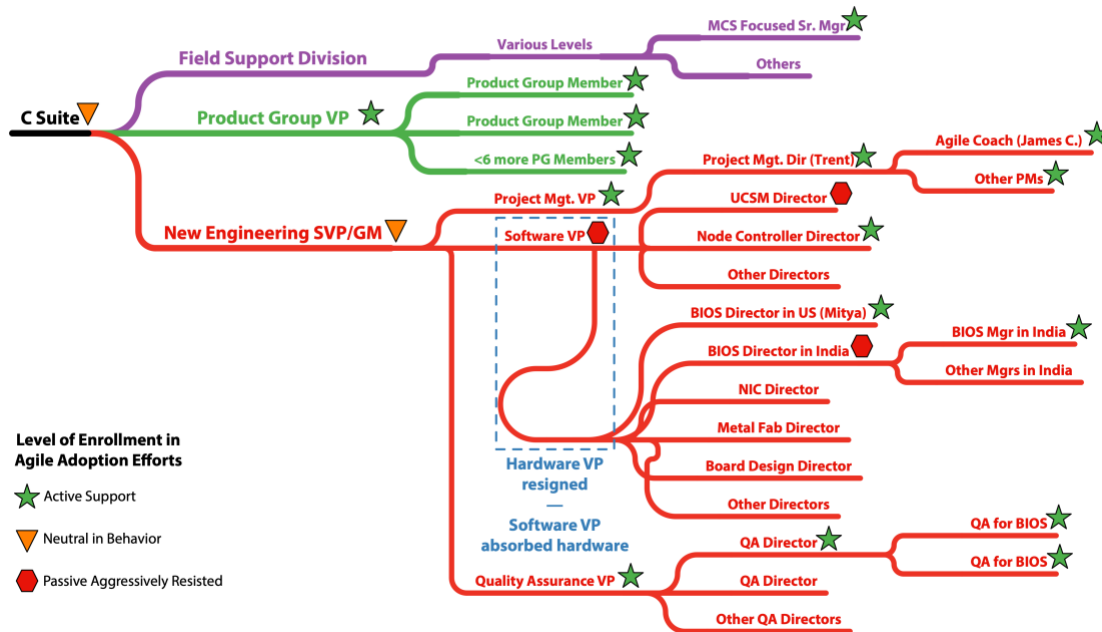 MCS Focused Sr. Mgr
Various Levels
Field Support Division
Others
Product Group Member
C Suite
Product Group VP
Product Group Member
<6 more PG Members
Agile Coach (James C.)
Project Mgt. Dir (Trent)
Other PMs
Project Mgt. VP
UCSM Director
New Engineering SVP/GM
Software VP
Node Controller Director
Other Directors
BIOS Director in US (Mitya)
BIOS Mgr in India
BIOS Director in India
Other Mgrs in India
NIC Director
Metal Fab Director
Board Design Director
Other Directors
Hardware VP
resigned
—
Software VP
absorbed hardware
QA for BIOS
QA Director
QA for BIOS
Quality Assurance VP
QA Director
Other QA Directors
Level of Enrollment in
Agile Adoption Efforts
Active Support
Neutral in Behavior
Passive Aggressively Resisted